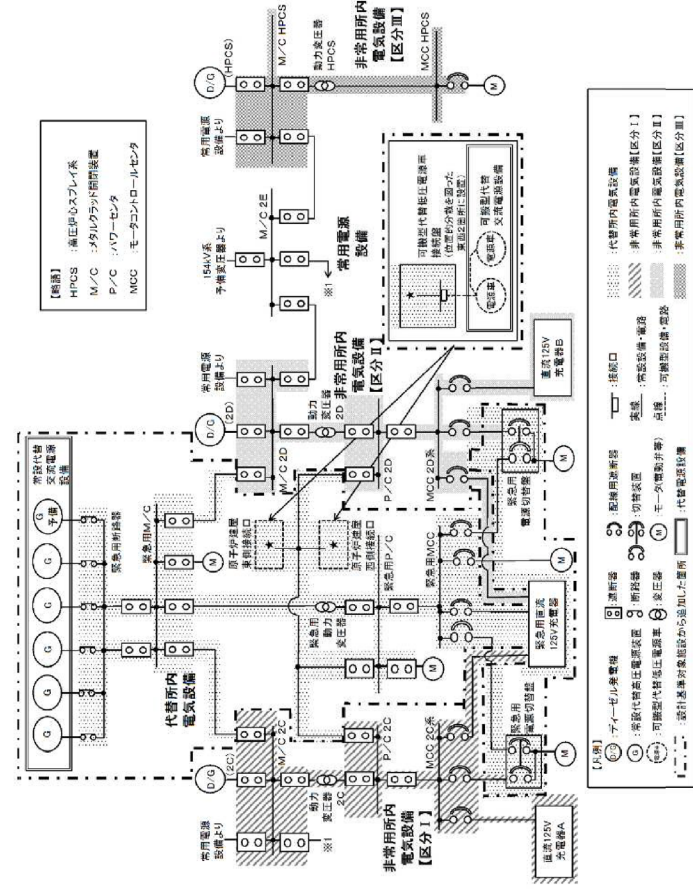 【略語】
HPCS ：高圧炉心スプレイ系
M/C ：メタルクラッド開閉装置
P/C ：パワーセンタ
MCC ：モータコントロールセンタ
常設代替
交流電源
設備
G
G
G
G
G
G
予備
緊急用断路器
緊急用M/C
代替所内
電気設備
M
常用電源
設備より
D/G
(2C)
M/C 2C
※1
動力
変圧器
2C
非常用所内
電気設備
【区分Ⅰ】
P/C 2C
MCC 2C系
直流125V
充電器A
緊急用
電源切替盤
M
原子炉建屋
東側接続口
原子炉建屋
西側接続口
緊急用
動力
変圧器
緊急用P/C
M
緊急用MCC
M
緊急用直流
125V充電器
D/G
(2D)
常用電源
設備より
M/C 2D
動力
変圧器
2D
非常用所内
電気設備
【区分Ⅱ】
P/C 2D
MCC 2D系
緊急用
電源切替盤
M
直流125V
充電器B
154kV系
予備変圧器より
M/C 2E
※1
常用電源
設備
常用電源
設備より
D/G
(HPCS)
M/C HPCS
動力変圧器
HPCS
非常用所内
電気設備
【区分Ⅲ】
MCC HPCS
M
可搬型代替低圧電源車
接続盤
(位置的分散を図った
東西2箇所に設置)
可搬型代替
交流電源設備
電源車
電源車
【凡例】
D/G ：ディーゼル発電機
G ：常設代替高圧電源装置
電源車 ：可搬型代替低圧電源車
：設計基準対象施設から追加した箇所
：遮断器
：断路器
：変圧器
：配線用遮断器
：切替装置
M ：モータ(電動弁等)
：代替電源設備
：接続口
実線 ：常設設備・電路
点線 ：可搬型設備・電路
：代替所内電気設備
：非常用所内電気設備【区分Ⅰ】
：非常用所内電気設備【区分Ⅱ】
：非常用所内電気設備【区分Ⅲ】